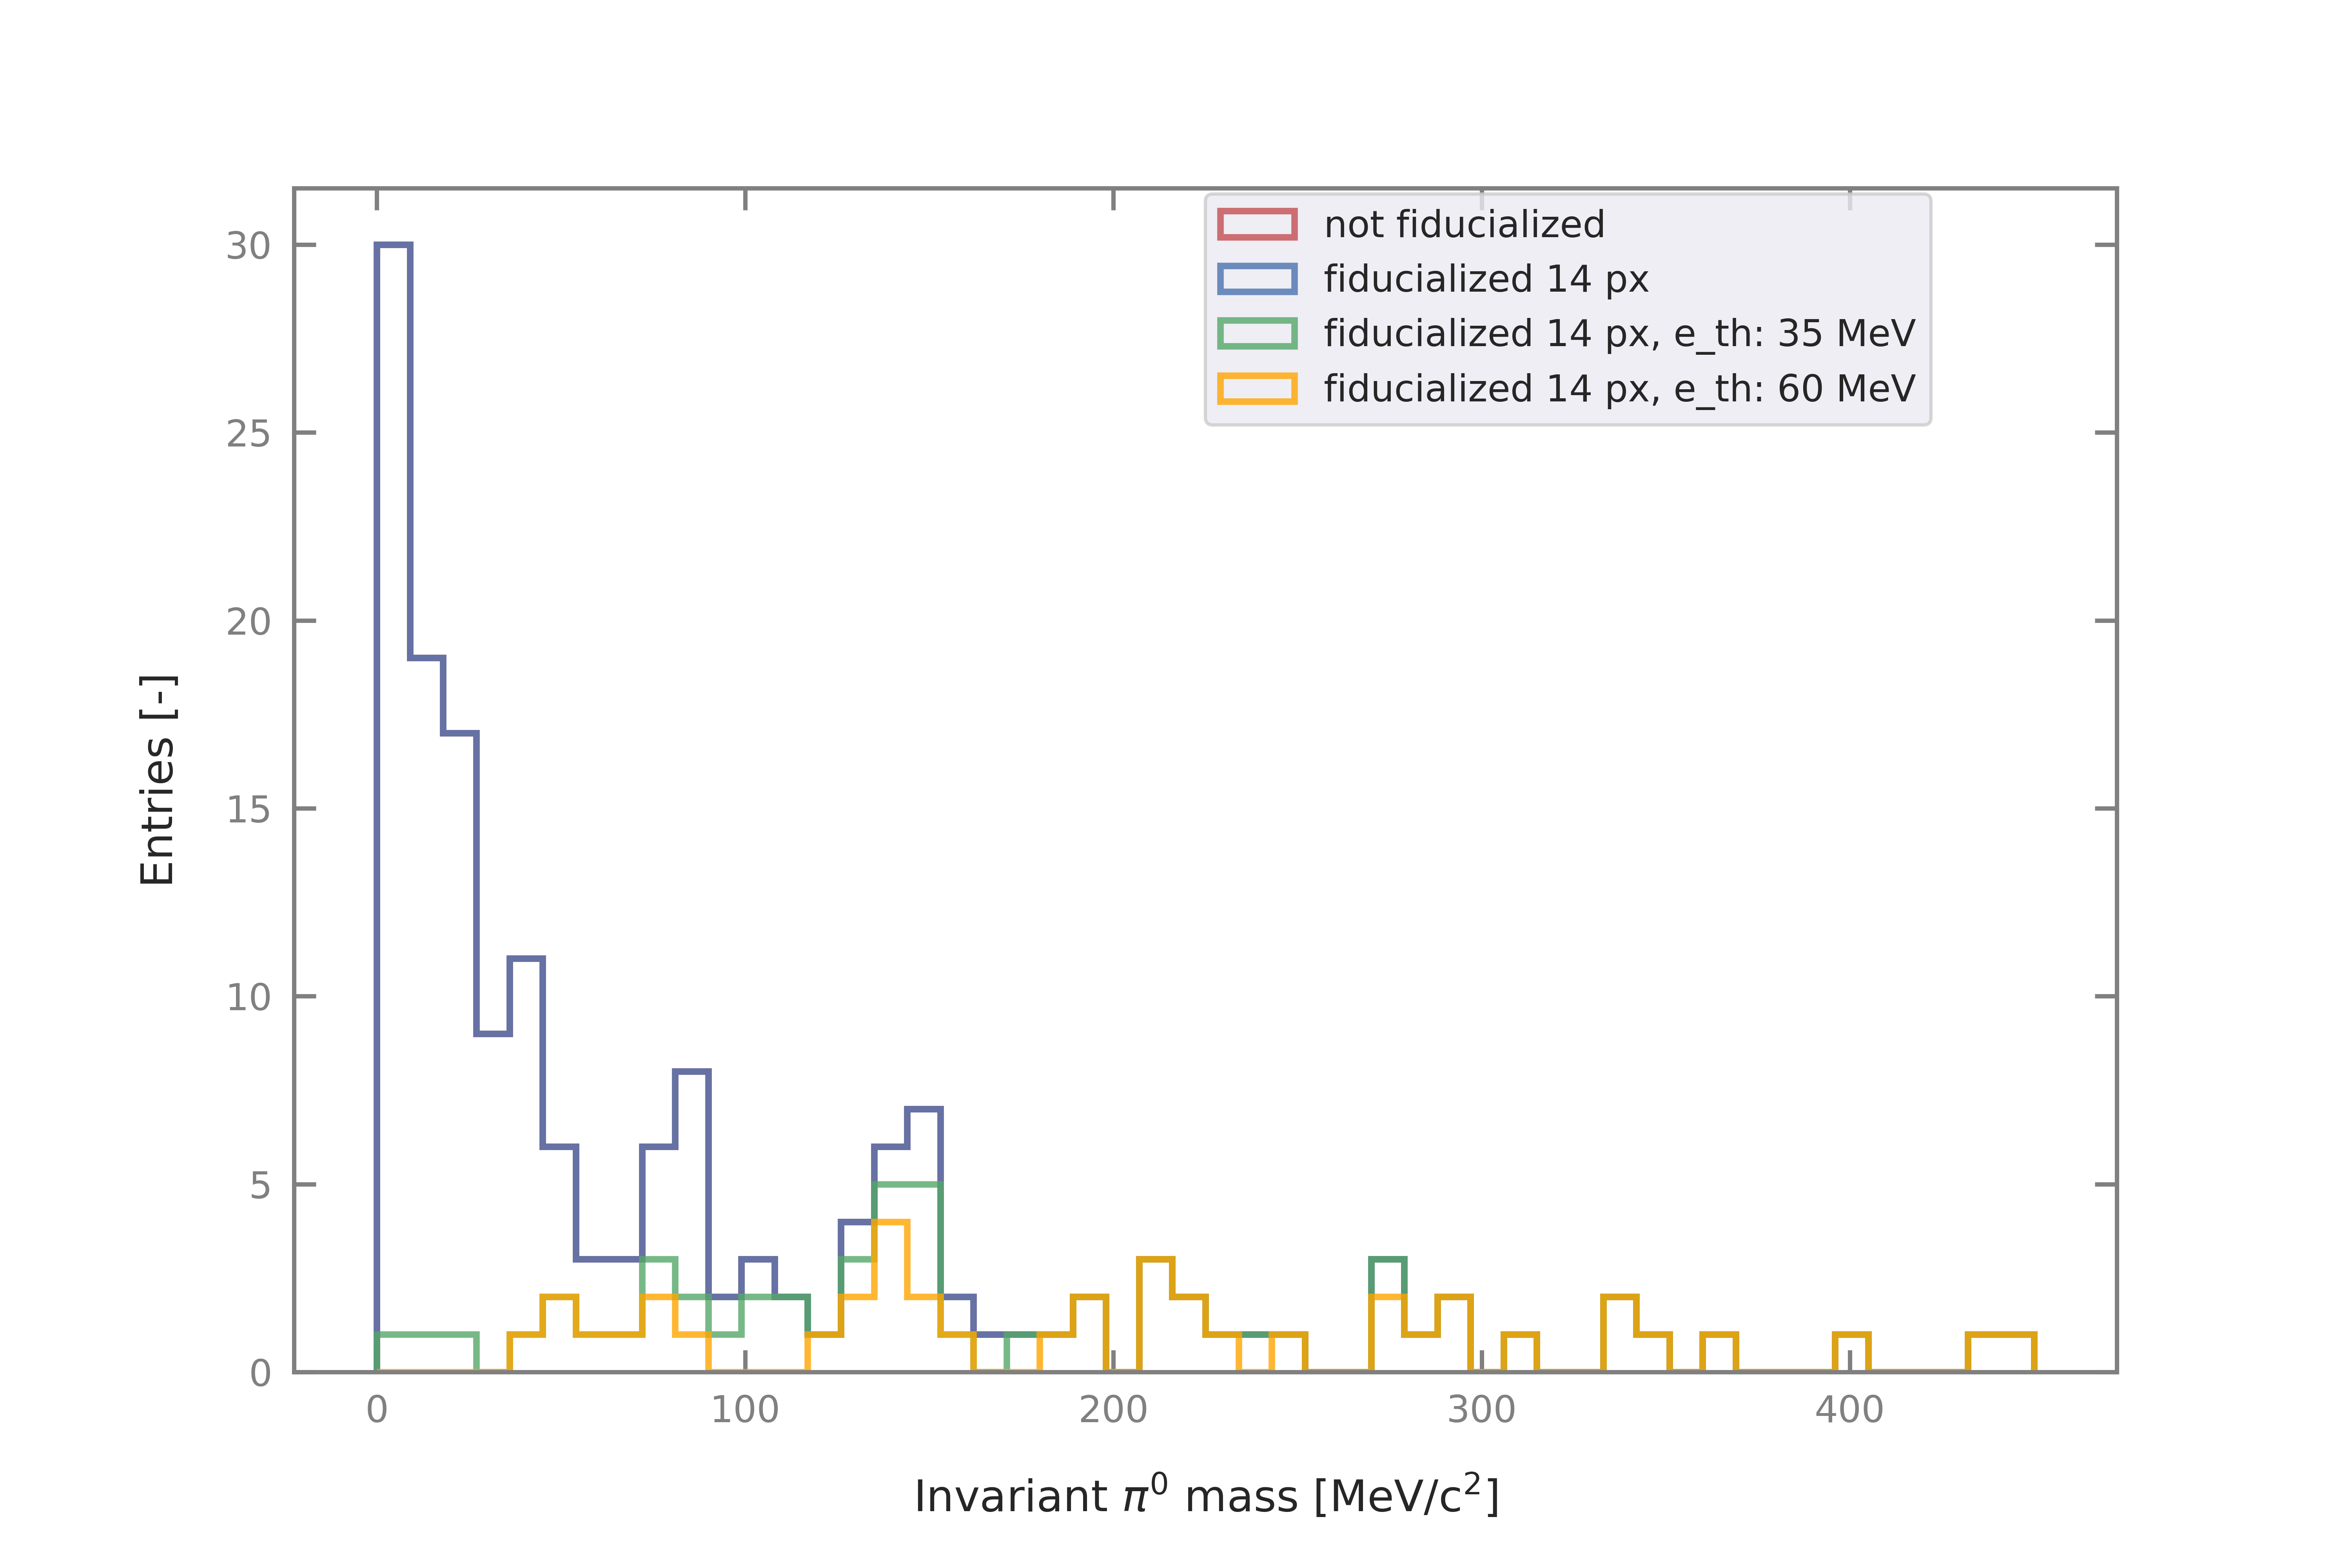 not fiducialized
fiducialized 14 px
fiducialized 14 px, e_th: 35 MeV
fiducialized 14 px, e_th: 60 MeV
30
25
20
15
10
5
0
Entries [-]
0 100 200 300 400
Invariant π⁰ mass [MeV/c²]